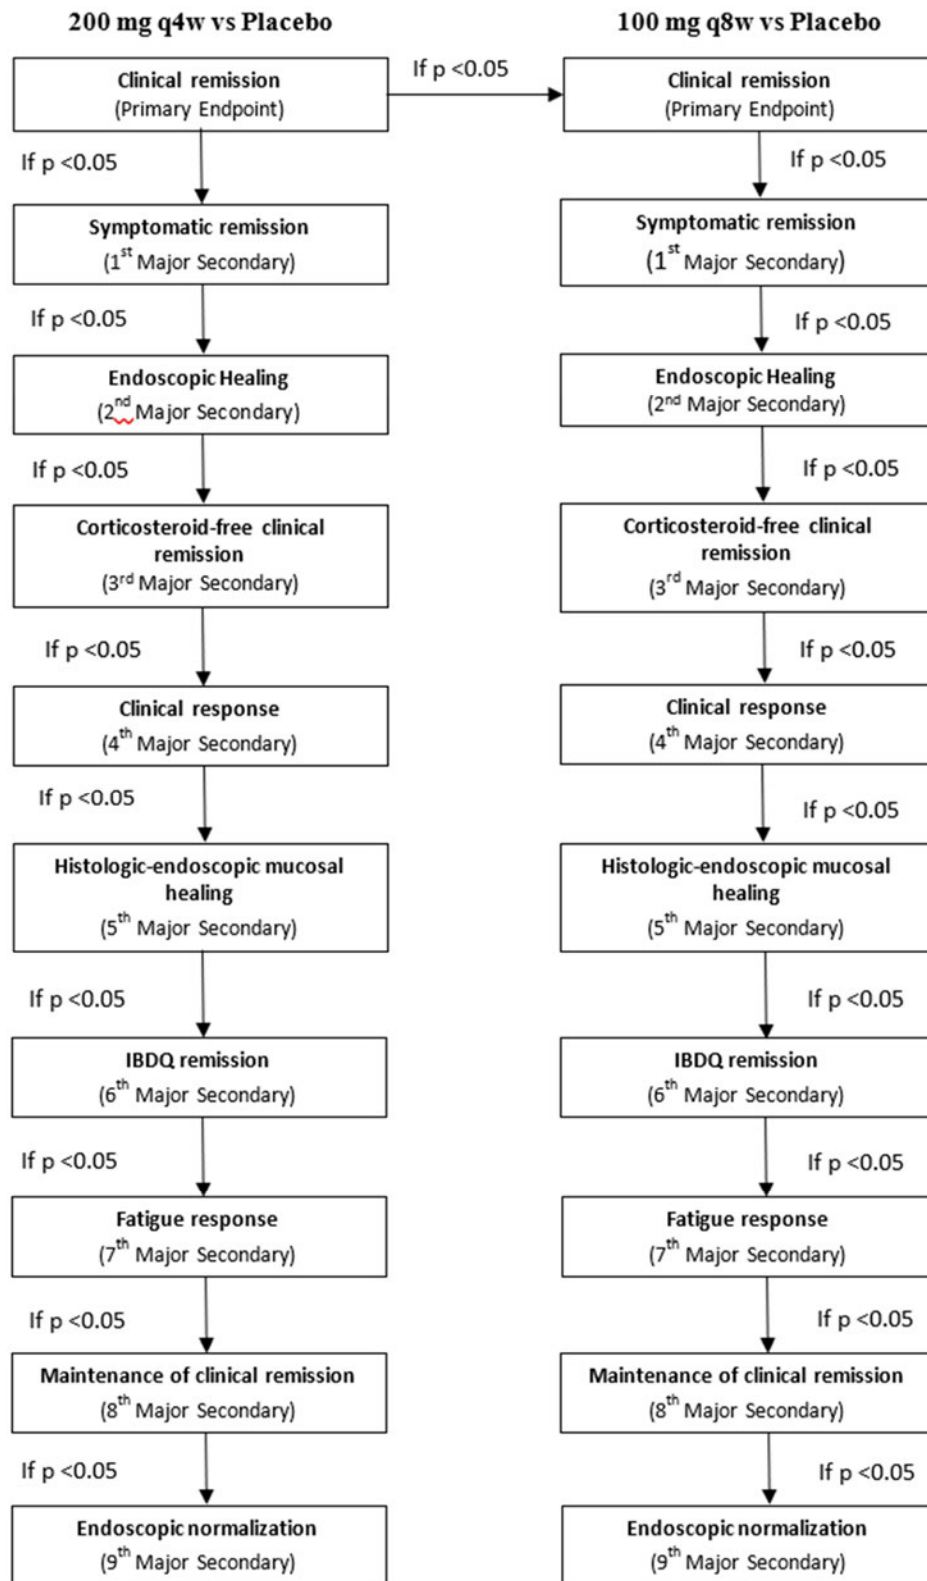 200 mg q4w vs Placebo
100 mg q8w vs Placebo
Clinical remission
(Primary Endpoint)
If p <0.05
Clinical remission
(Primary Endpoint)
If p <0.05
If p <0.05
Symptomatic remission
(1st Major Secondary)
Symptomatic remission
(1st Major Secondary)
If p <0.05
If p <0.05
Endoscopic Healing
(2nd Major Secondary)
Endoscopic Healing
(2nd Major Secondary)
If p <0.05
If p <0.05
Corticosteroid-free clinical
remission
(3rd Major Secondary)
Corticosteroid-free clinical
remission
(3rd Major Secondary)
If p <0.05
If p <0.05
Clinical response
(4th Major Secondary)
Clinical response
(4th Major Secondary)
If p <0.05
If p <0.05
Histologic-endoscopic mucosal
healing
(5th Major Secondary)
Histologic-endoscopic mucosal
healing
(5th Major Secondary)
If p <0.05
If p <0.05
IBDQ remission
(6th Major Secondary)
IBDQ remission
(6th Major Secondary)
If p <0.05
If p <0.05
Fatigue response
(7th Major Secondary)
Fatigue response
(7th Major Secondary)
If p <0.05
If p <0.05
Maintenance of clinical remission
(8th Major Secondary)
Maintenance of clinical remission
(8th Major Secondary)
If p <0.05
If p <0.05
Endoscopic normalization
(9th Major Secondary)
Endoscopic normalization
(9th Major Secondary)